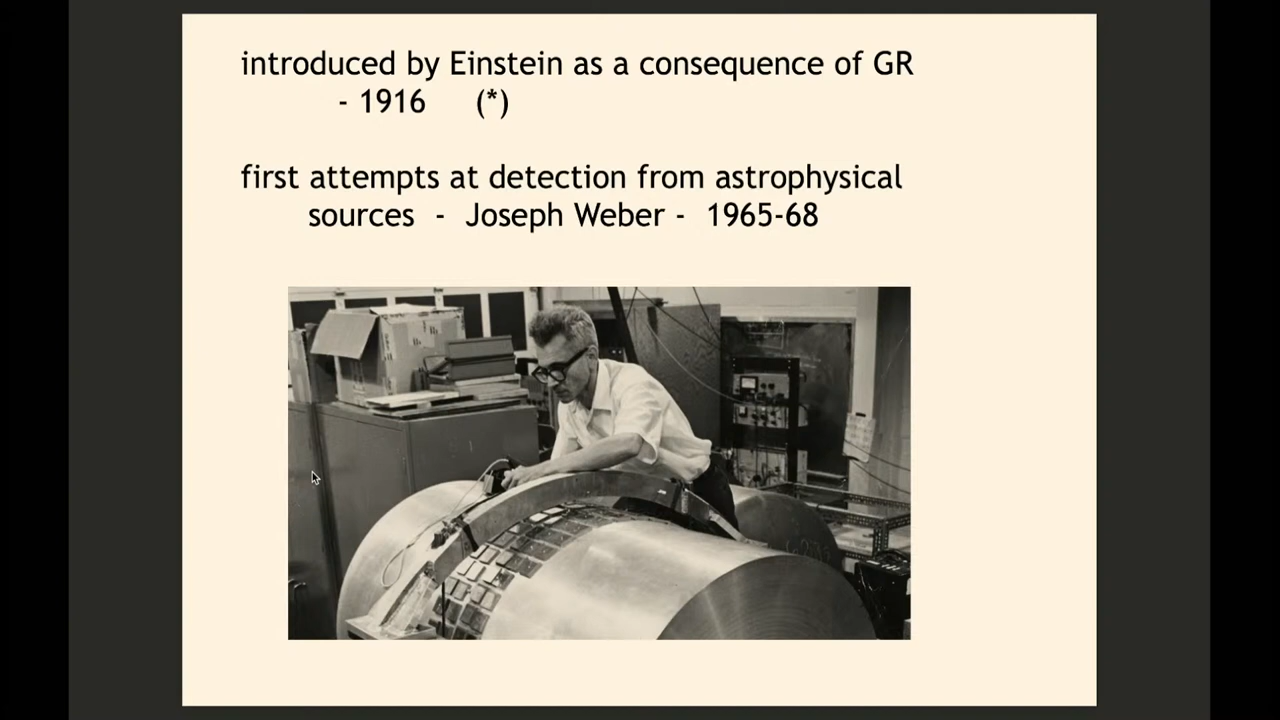 introduced by Einstein as a consequence of GR
- 1916 (*)
first attempts at detection from astrophysical
sources - Joseph Weber - 1965-68